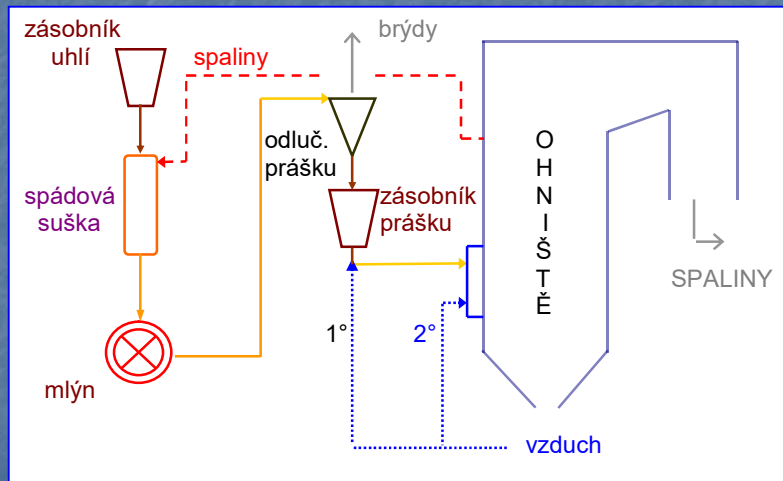 zásobník
uhlí
spaliny
brýdy
odluč.
prášku
spádová
suška
zásobník
prášku
O
H
N
I
Š
T
Ě
SPALINY
1°
2°
mlýn
vzduch